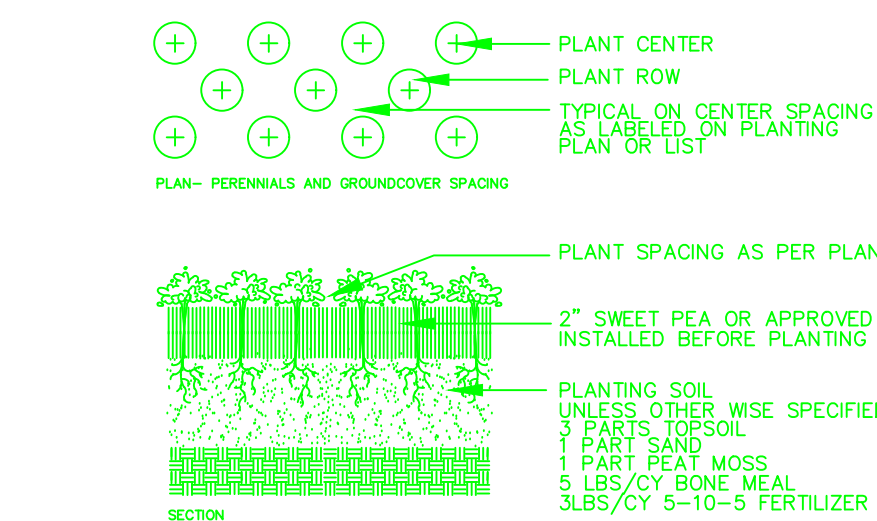 PLANT CENTER
PLANT ROW
TYPICAL ON CENTER SPACING
AS LABELED ON PLANTING
PLAN OR LIST
PLAN- PERENNIALS AND GROUNDCOVER SPACING
PLANT SPACING AS PER PLAN
2" SWEET PEA OR APPROVED
INSTALLED BEFORE PLANTING
PLANTING SOIL
UNLESS OTHER WISE SPECIFIE
3 PARTS TOPSOIL
1 PART SAND
1 PART PEAT MOSS
5 LBS/CY BONE MEAL
3LBS/CY 5-10-5 FERTILIZER
SECTION